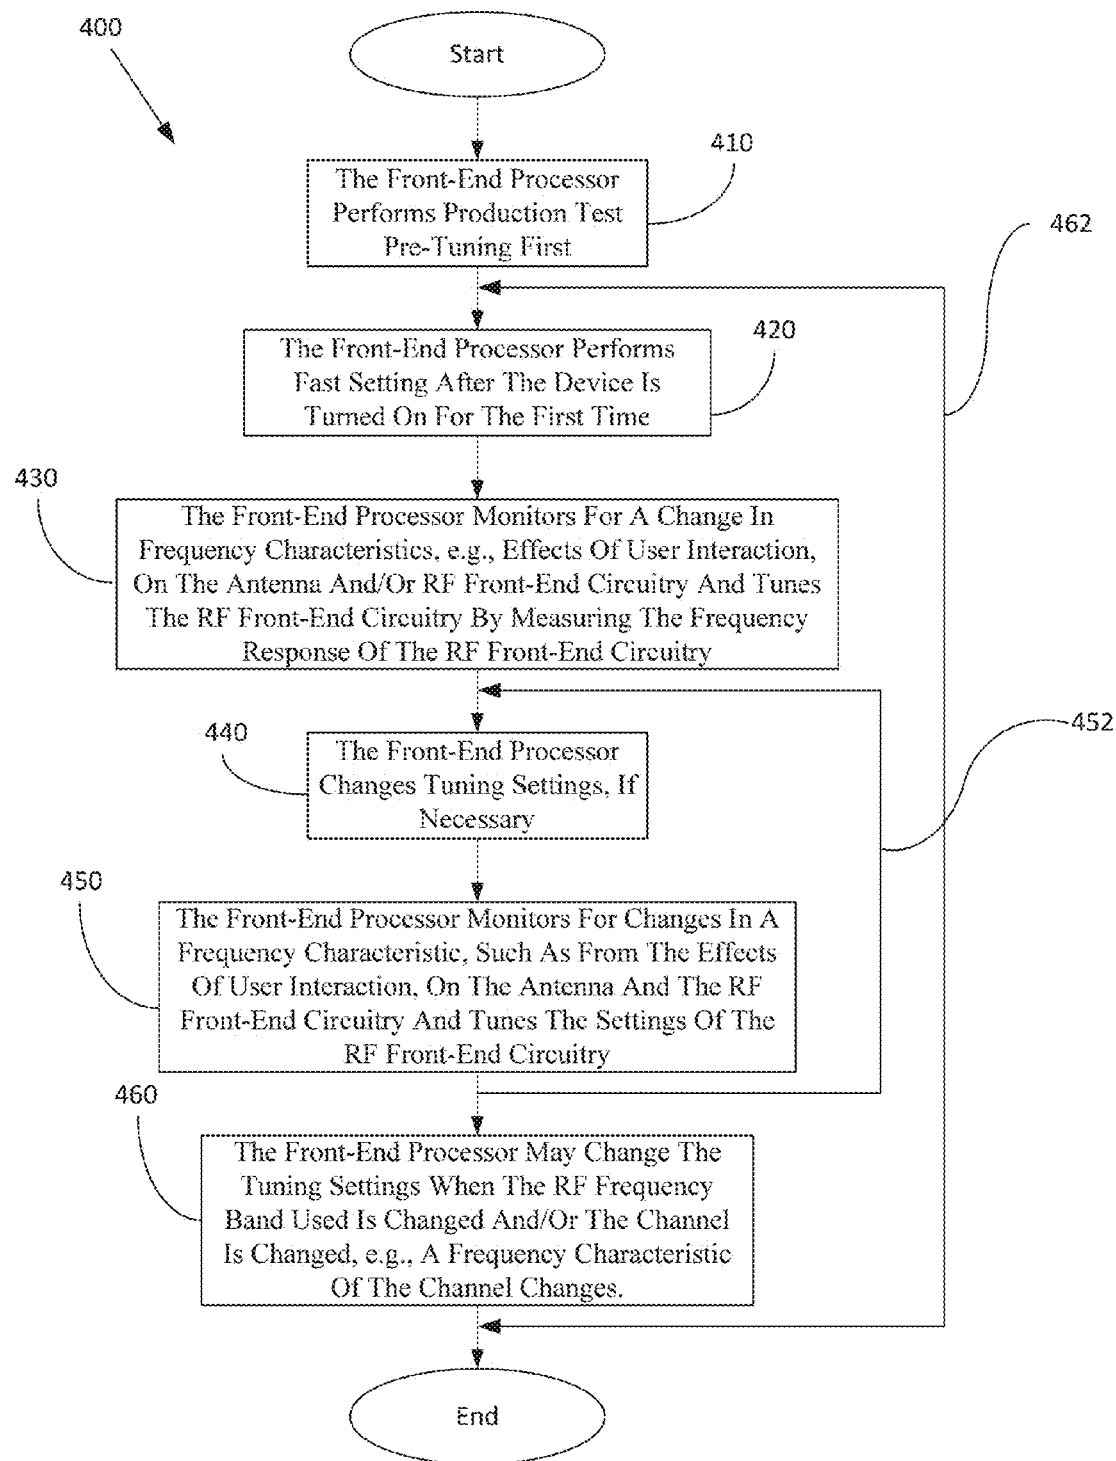 400
Start
410
The Front-End Processor
Performs Production Test
Pre-Tuning First
462
420
The Front-End Processor Performs
Fast Setting After The Device Is
Turned On For The First Time
430
The Front-End Processor Monitors For A Change In
Frequency Characteristics, e.g., Effects Of User Interaction,
On The Antenna And/Or RF Front-End Circuitry And Tunes
The RF Front-End Circuitry By Measuring The Frequency
Response Of The RF Front-End Circuitry
440
The Front-End Processor
Changes Tuning Settings, If
Necessary
452
450
The Front-End Processor Monitors For Changes In A
Frequency Characteristic, Such As From The Effects
Of User Interaction, On The Antenna And The RF
Front-End Circuitry And Tunes The Settings Of The
RF Front-End Circuitry
460
The Front-End Processor May Change The
Tuning Settings When The RF Frequency
Band Used Is Changed And/Or The Channel
Is Changed, e.g., A Frequency Characteristic
Of The Channel Changes.
End